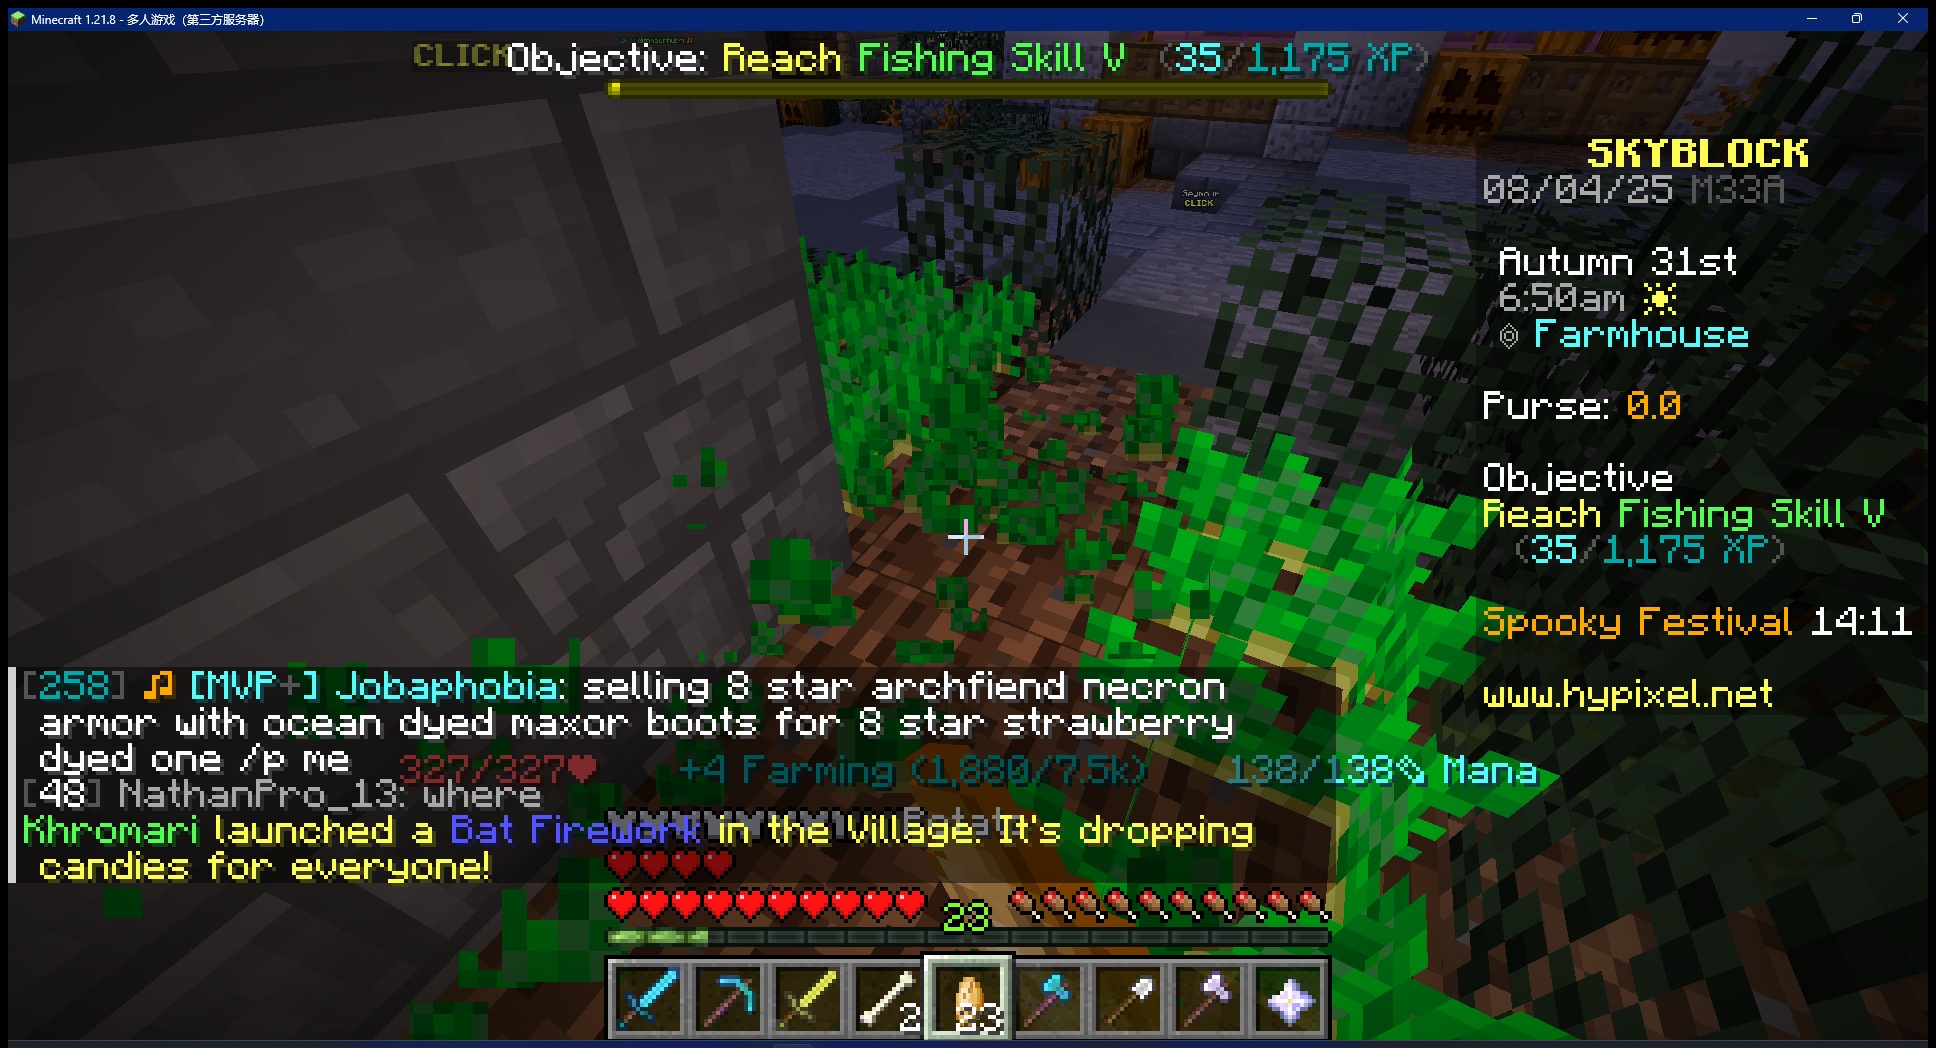 Minecraft 1.21.8 - 多人游戏（第三方服务器）
CLICK
Objective: Reach Fishing Skill V (35/1,175 XP)
Seymour
CLICK
SKYBLOCK
08/04/25 M33A
Autumn 31st
6:50am
Farmhouse
Purse: 0.0
Objective
Reach Fishing Skill V
(35/1,175 XP)
Spooky Festival 14:11
www.hypixel.net
[258] ♫ [MVP+] Jobaphobia: selling 8 star archfiend necron
armor with ocean dyed maxor boots for 8 star strawberry
dyed one /p me
327/327❤ +4 Farming (1,880/7.5k) 138/138✎ Mana
[48] NathanPro_13: where
Potato
Khromari launched a Bat Firework in the Village. It's dropping
candies for everyone!
23
2
23